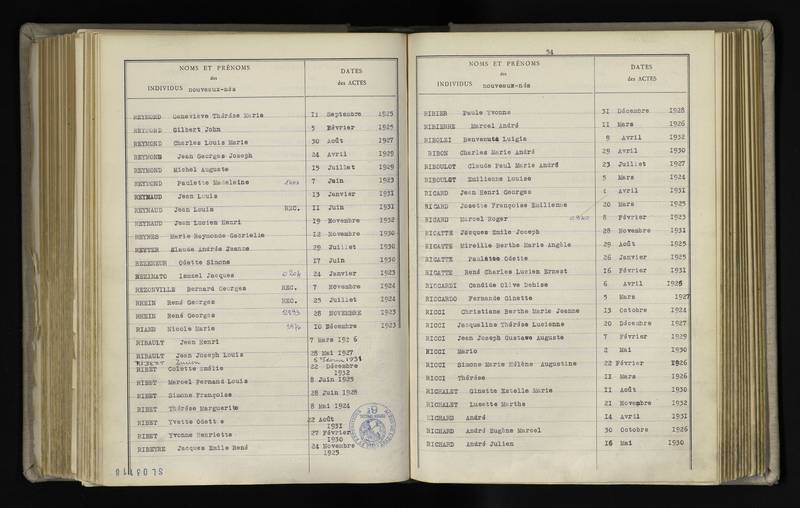 NOMS ET PRÉNOMS
des
INDIVIDUS nouveaux-nés
DATES
des ACTES
REYMOND Geneviève Thérèse Marie 11 Septembre 1925
REYMOND Gilbert John 5 Février 1925
REYMOND Charles Louis Marie 30 Août 1927
REYMOND Jean Georges Joseph 24 Avril 1929
REYMOND Michel Auguste 15 Juillet 1929
REYMOND Paulette Madeleine 7 Juin 1923
REYNAUD Jean Louis 13 Janvier 1931
REYNAUD Jean Louis REC. 11 Juin 1931
REYNAUD Jean Lucien Henri 19 Novembre 1932
REYNES Marie Reymonde Gabrielle 12 Novembre 1930
REYTER Claude Andrée Jeanne 29 Juillet 1930
REZENEUR Odette Simone 17 Juin 1930
REZZINATO Ismael Jacques 24 Janvier 1923
REZONVILLE Bernard Georges REC. 7 Novembre 1924
RHEIN René Georges REC. 25 Juillet 1924
RHEIN René Georges 28 NOVEMBRE 1923
RIAND Nicole Marie 10 Décembre 1923
RIBAULT Jean Henri 7 Mars 192 6
RIBAULT Jean Joseph Louis 28 Mai 1927
RIBET Colette Emélie 22 Décembre
1932
RIBET Marcel Fernand Louis 8 Juin 1925
RIBET Simone Françoise 28 Juin 1928
RIBET Thérèse Marguerite 8 Mai 1924
RIBET Yvette Odette 22 Août
1931
RIBET Yvonne Henriette 27 Février
1930
RIBEYRE Jacques Emile René 24 Novembre
1925
54
NOMS ET PRÉNOMS
des
INDIVIDUS nouveaux-nés
DATES
des ACTES
RIBIER Paule Yvonne 31 Décembre 1928
RIBIERRE Marcel André 11 Mars 1926
RIBOLZI Benvenuta Luigia 9 Avril 1932
RIBON Charles Marie André 29 Avril 1930
RIBOULOT Claude Paul Marie André 23 Juillet 1927
RIBOULOT Emilienne Louise 5 Mars 1924
RICARD Jean Henri Georges 4 Avril 1931
RICARD Josette Françoise Emilienne 20 Mars 1925
RICARD Marcel Roger 8 Février 1923
RICATTE Jacques Emile Joseph 28 Novembre 1931
RICATTE Mireille Berthe Marie Angèle 29 Août 1925
RICATTE Paulette Odette 26 Janvier 1925
RICATTE René Charles Lucien Ernest 16 Février 1931
RICCARDI Candide Olive Denise 6 Avril 1926
RICCARDO Fernande Ginette 5 Mars 1927
RICCI Christiane Berthe Marie Jeanne 13 Octobre 1924
RICCI Jacqueline Thérèse Lucienne 20 Décembre 1927
RICCI Jean Joseph Gustave Auguste 7 Février 1929
RICCI Mario 2 Mai 1930
RICCI Simone Marie Hélène Augustine 22 Février 1926
RICCI Thérèse 11 Mars 1926
RICHALET Ginette Estelle Marie 11 Août 1930
RICHALET Lusette Marthe 21 Novembre 1932
RICHARD André 14 Avril 1931
RICHARD André Eugène Marcel 30 Octobre 1926
RICHARD André Julien 16 Mai 1930